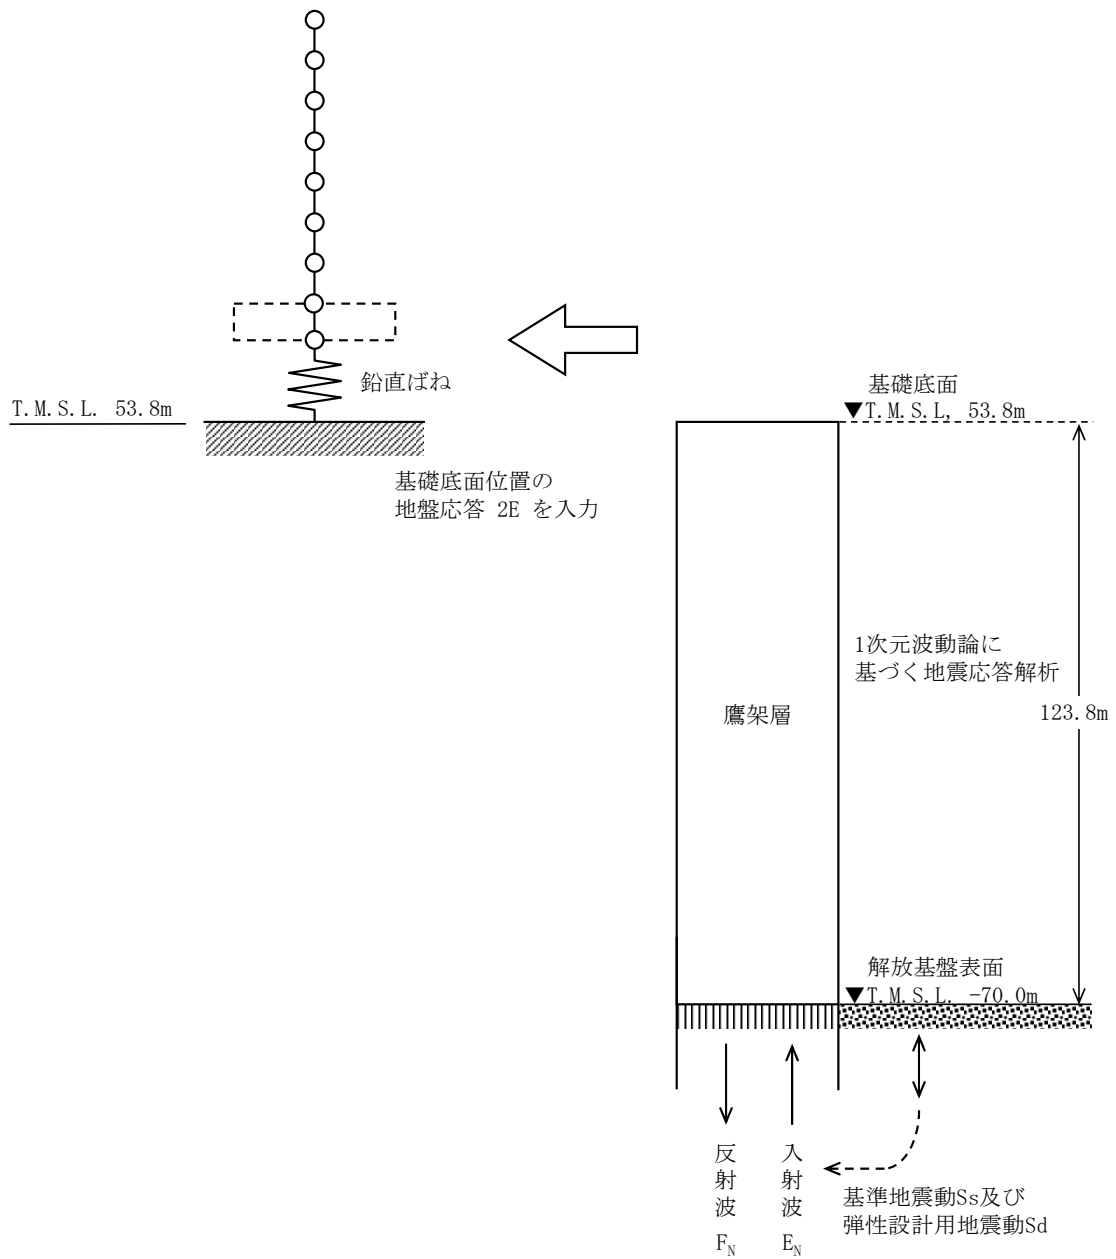 鉛直ばね
T.M.S.L. 53.8m
基礎底面位置の
地盤応答 2E を入力
基礎底面
▼T.M.S.L, 53.8m
1次元波動論に
基づく地震応答解析
123.8m
鷹架層
解放基盤表面
▼T.M.S.L. -70.0m
反射波 F_N
入射波 E_N
基準地震動Ss及び
弾性設計用地震動Sd